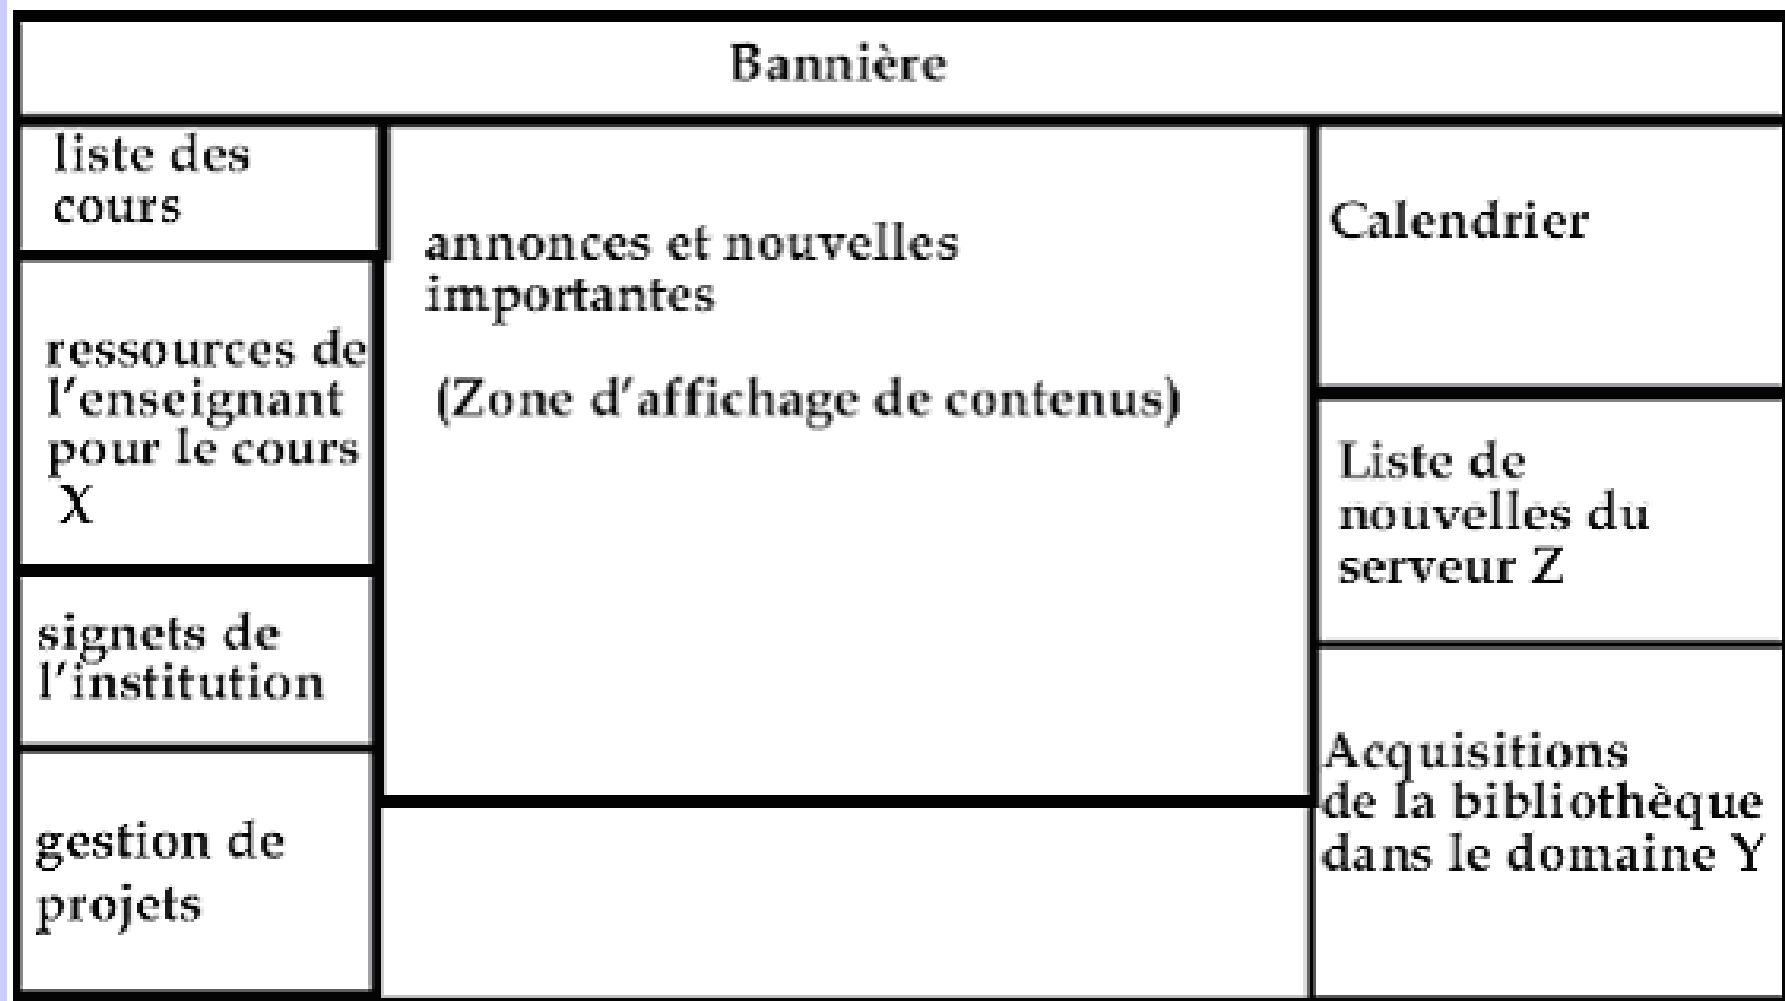 Bannière
liste des
cours
ressources de
l'enseignant
pour le cours
X
signets de
l'institution
gestion de
projets
annonces et nouvelles
importantes
(Zone d'affichage de contenus)
Calendrier
Liste de
nouvelles du
serveur Z
Acquisitions
de la bibliothèque
dans le domaine Y